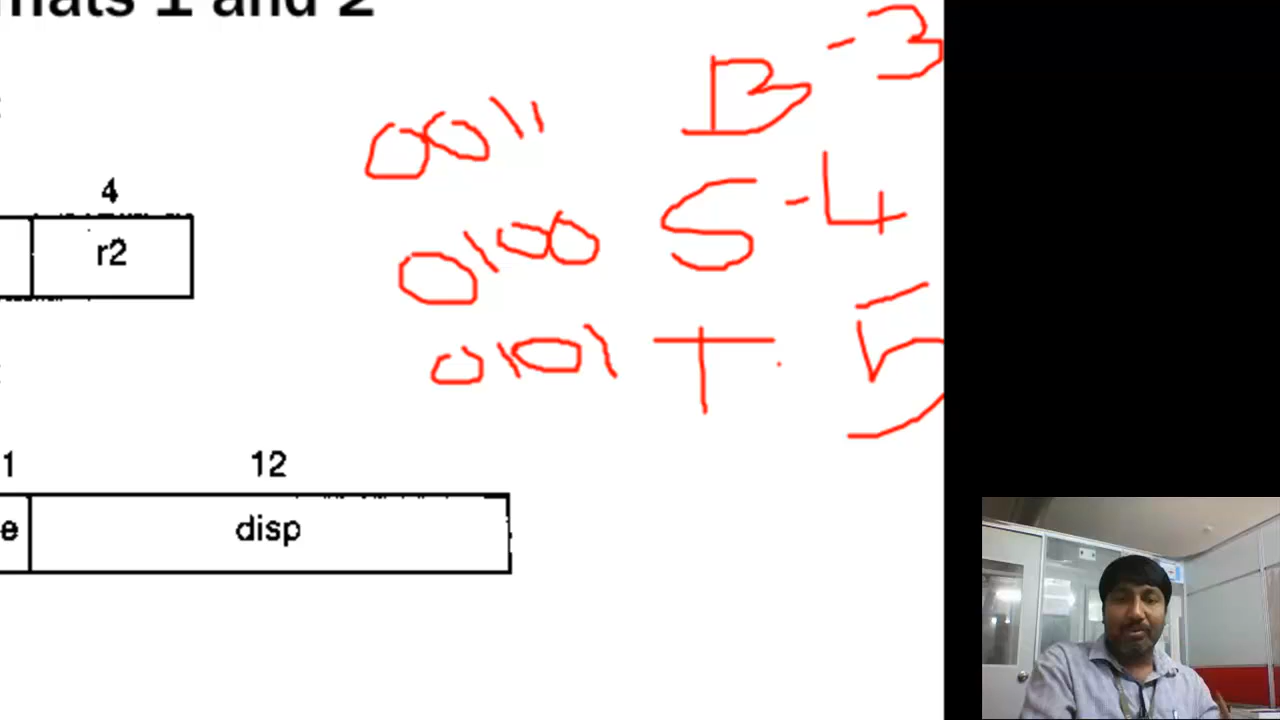 mats 1 and 2
B - 3
0011
4
S - 4
r2
0100
T 5
0101
1 12
e disp